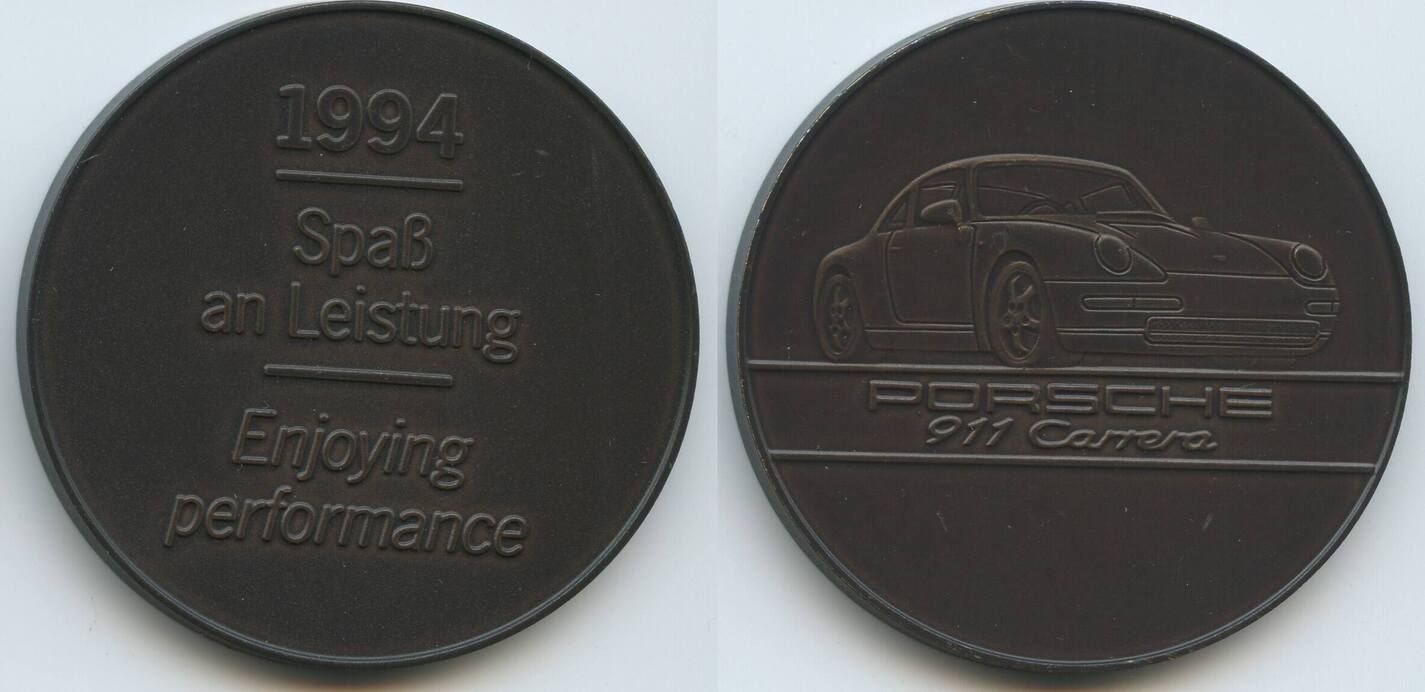 1994
Spaß
an Leistung
Enjoying
performance
PORSCHE
911 Carrera